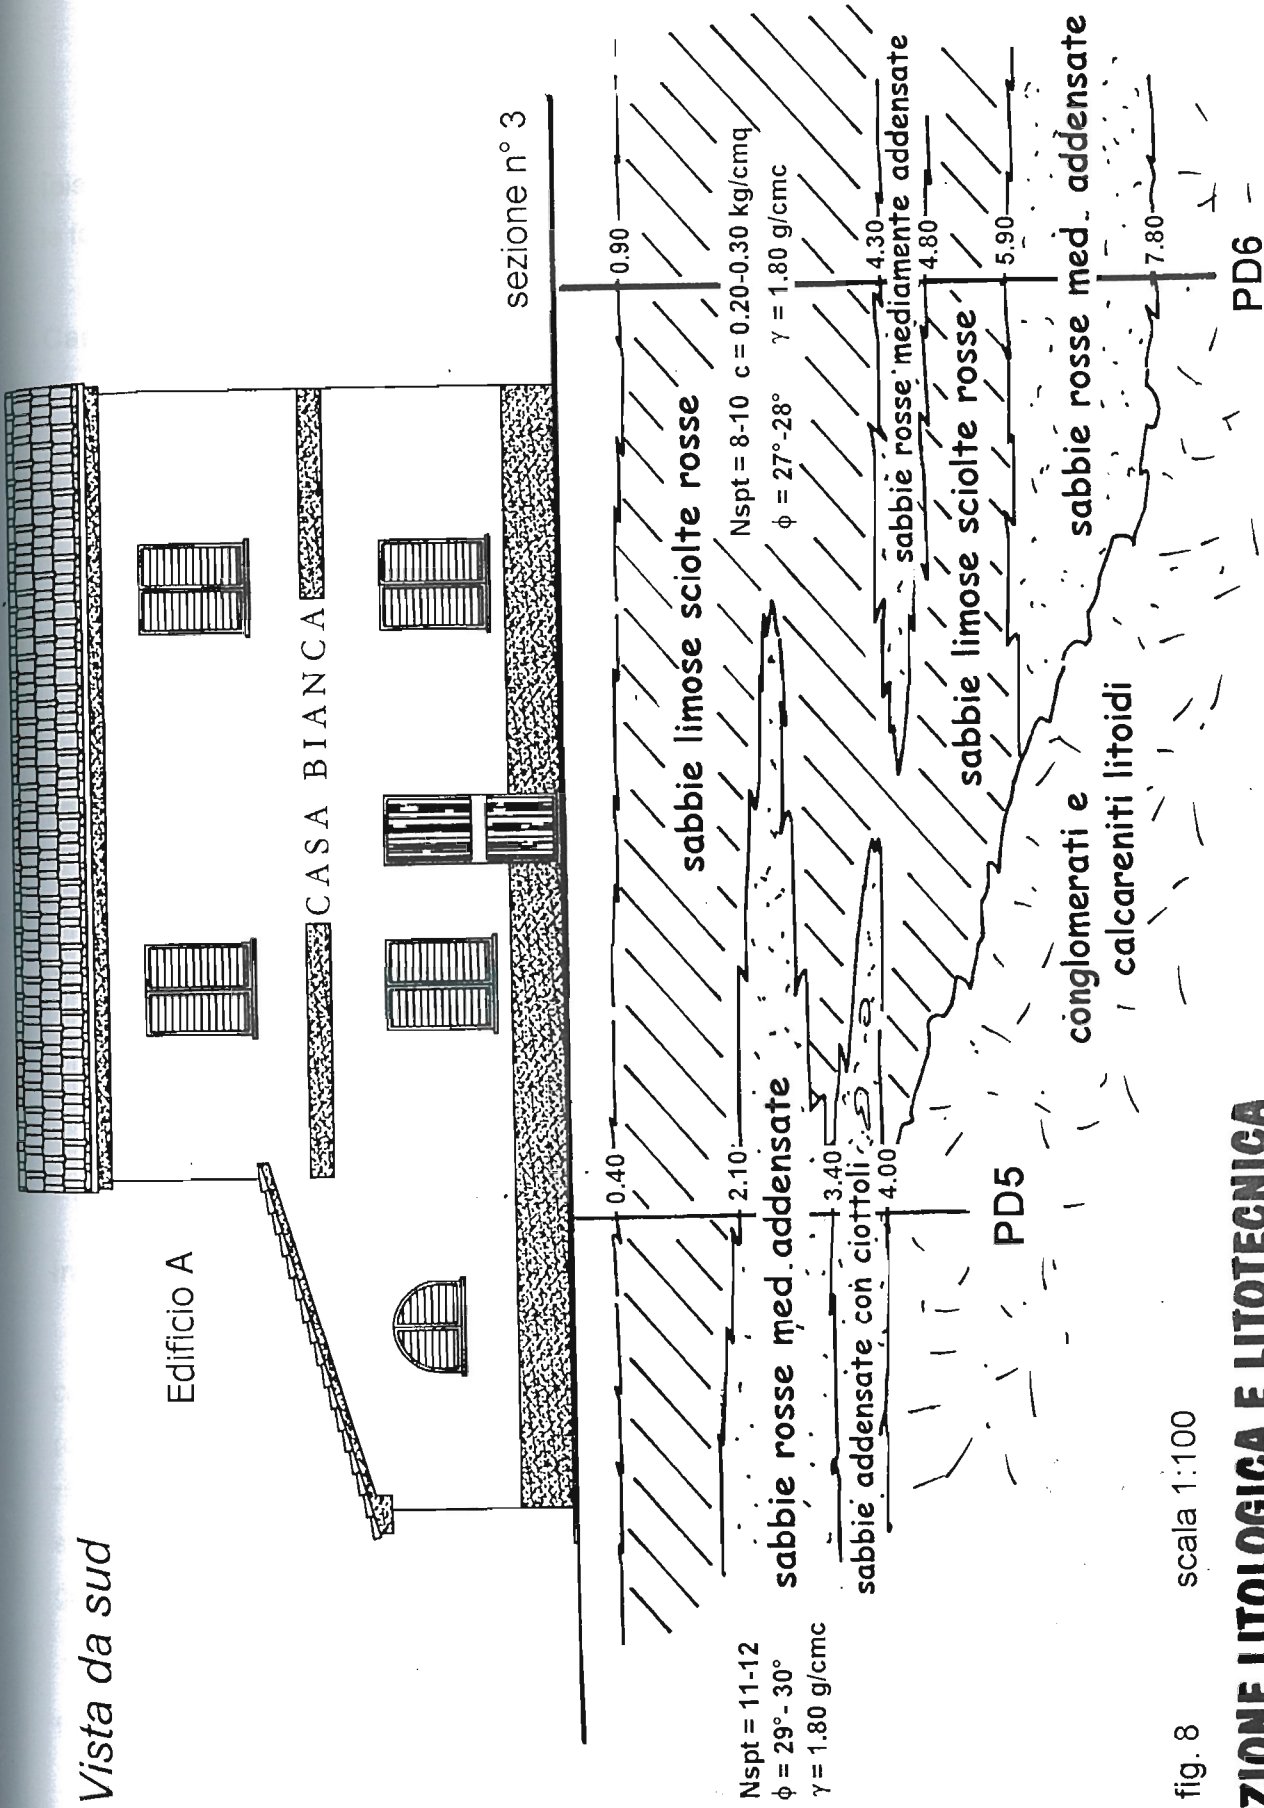 Vista da sud
Edificio A
CASA BIANCA
sezione n° 3
0.40
0.90
sabbie limose sciolte rosse
Nspt = 8-10 c = 0.20-0.30 kg/cmq
ϕ = 27°-28° γ = 1.80 g/cmc
2.10
Nspt = 11-12
ϕ = 29°- 30°
γ = 1.80 g/cmc
sabbie rosse med. addensate
3.40
sabbie addensate con ciottoli
4.00
4.30
sabbie rosse mediamente addensate
4.80
sabbie limose sciolte rosse
5.90
PD5
conglomerati e
calcareniti litoidi
sabbie rosse med. addensate
7.80
PD6
fig. 8 scala 1:100
ZIONE LITOLOGICA E LITOTECNICA